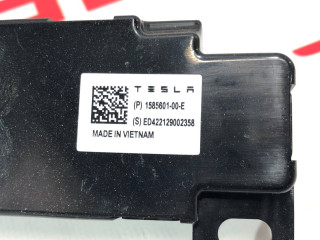 TESLA
(P) 1585601-00-E
(S) ED422129002358
MADE IN VIETNAM